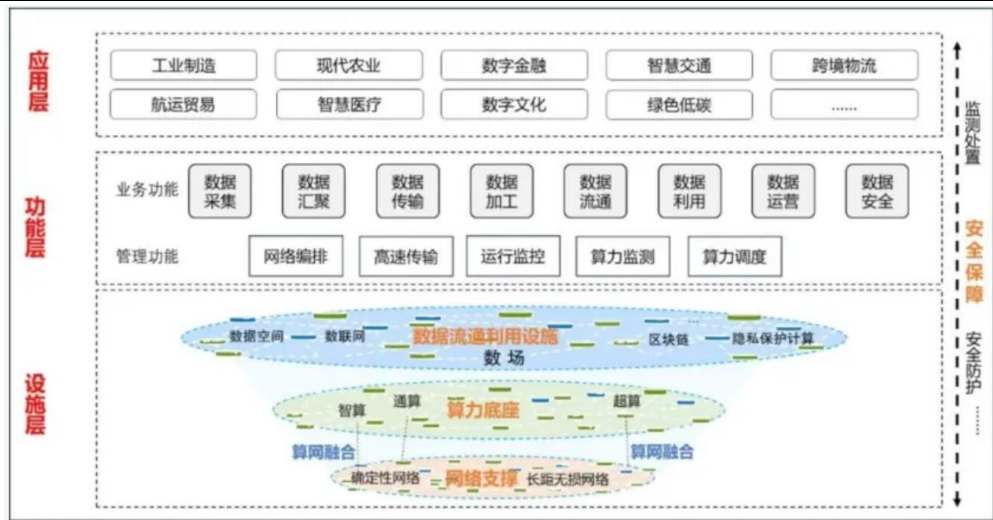 应用层
工业制造 现代农业 数字金融 智慧交通 跨境物流
航运贸易 智慧医疗 数字文化 绿色低碳 ......
功能层
业务功能
数据采集 数据汇聚 数据传输 数据加工 数据流通 数据利用 数据运营 数据安全
管理功能 网络编排 高速传输 运行监控 算力监测 算力调度
设施层
数据空间 数联网 数据流通利用设施 区块链 隐私保护计算
数场
智算 通算 算力底座 超算
算网融合 算网融合
确定性网络 网络支撑 长距无损网络
监测处置
安全保障
安全防护
......